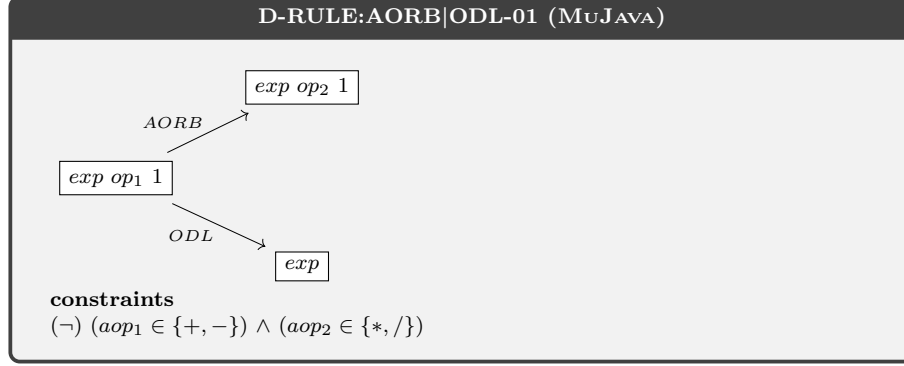 D-RULE:AORB|ODL-01 (MUJAVA)
exp op₂ 1
AORB
exp op₁ 1
ODL
exp
constraints
(¬) (aop₁ ∈ {+, −}) ∧ (aop₂ ∈ {∗, /})